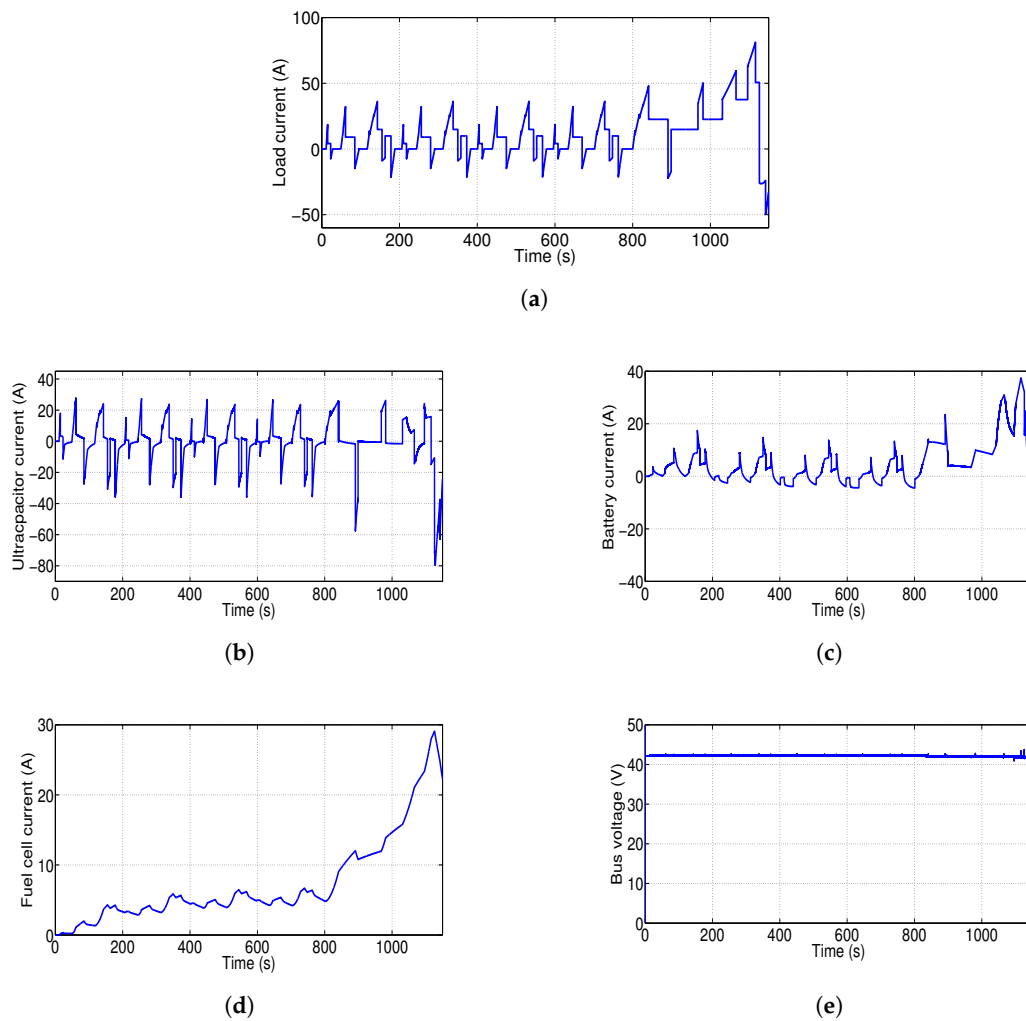 100
50
0
−50
Load current (A)
0 200 400 600 800 1000
Time (s)
(a)
40
20
0
−20
−40
−60
−80
Ultracpacitor current (A)
0 200 400 600 800 1000
Time (s)
(b)
40
20
0
−20
−40
Battery current (A)
0 200 400 600 800 1000
Time (s)
(c)
30
20
10
0
Fuel cell current (A)
0 200 400 600 800 1000
Time (s)
(d)
50
40
30
20
10
0
Bus voltage (V)
0 200 400 600 800 1000
Time (s)
(e)